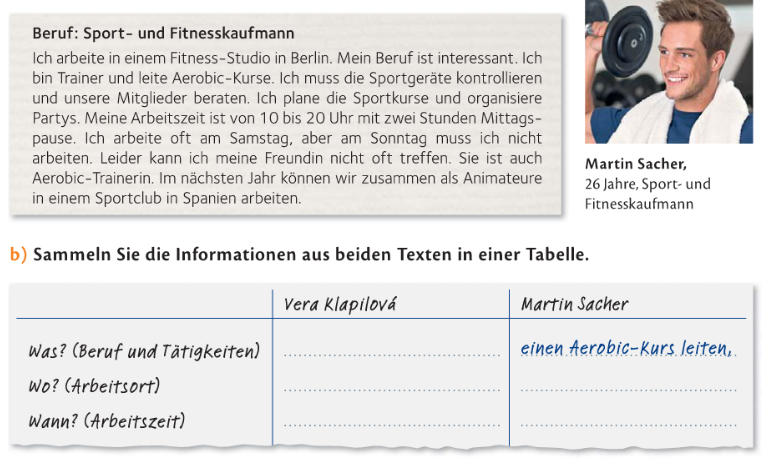 Beruf: Sport- und Fitnesskaufmann
Ich arbeite in einem Fitness-Studio in Berlin. Mein Beruf ist interessant. Ich
bin Trainer und leite Aerobic-Kurse. Ich muss die Sportgeräte kontrollieren
und unsere Mitglieder beraten. Ich plane die Sportkurse und organisiere
Partys. Meine Arbeitszeit ist von 10 bis 20 Uhr mit zwei Stunden Mittags-
pause. Ich arbeite oft am Samstag, aber am Sonntag muss ich nicht
arbeiten. Leider kann ich meine Freundin nicht oft treffen. Sie ist auch
Aerobic-Trainerin. Im nächsten Jahr können wir zusammen als Animateure
in einem Sportclub in Spanien arbeiten.
Martin Sacher,
26 Jahre, Sport- und
Fitnesskaufmann
b) Sammeln Sie die Informationen aus beiden Texten in einer Tabelle.
Vera Klapilová Martin Sacher
Was? (Beruf und Tätigkeiten) einen Aerobic-Kurs leiten,
Wo? (Arbeitsort)
Wann? (Arbeitszeit)